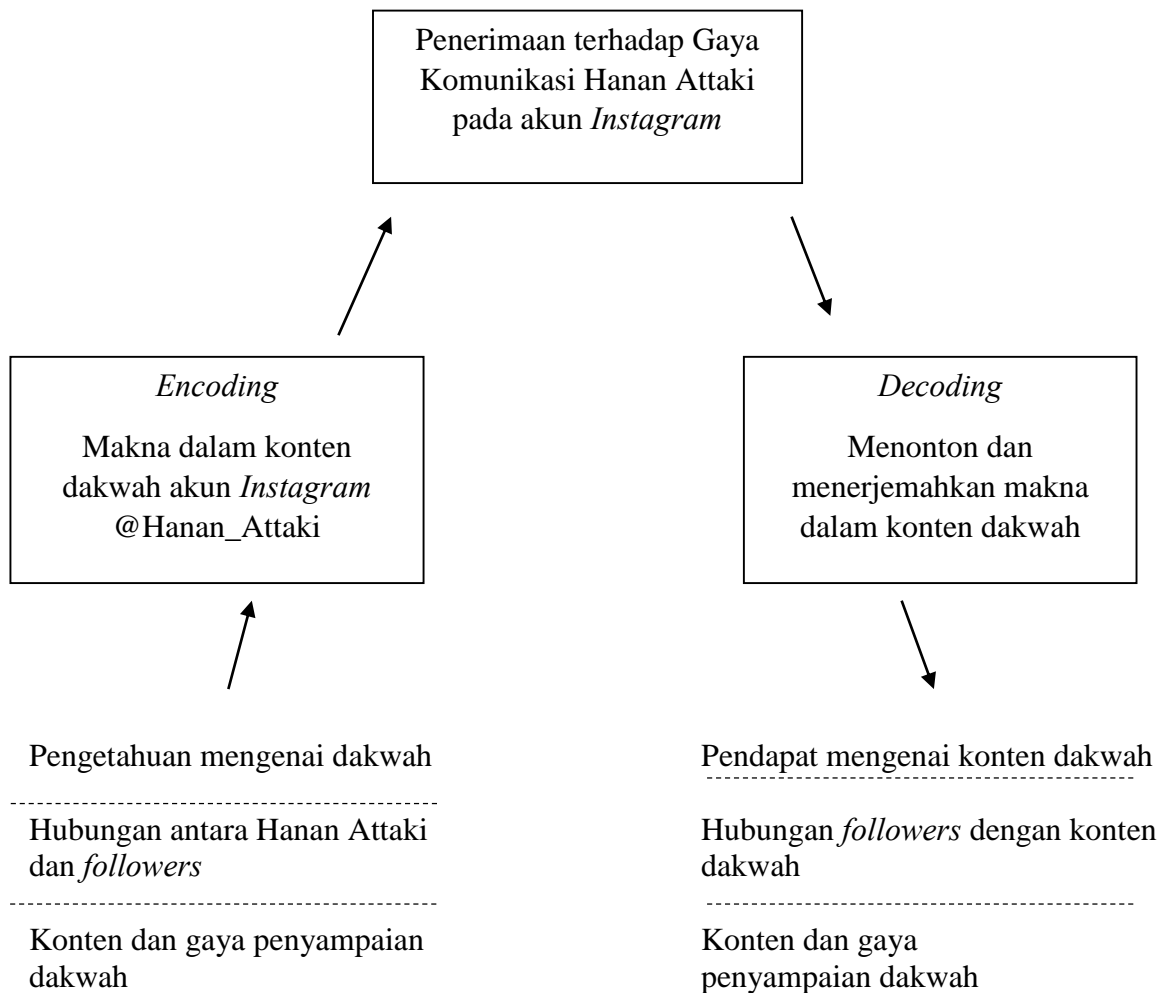 Penerimaan terhadap Gaya
Komunikasi Hanan Attaki
pada akun Instagram
Encoding
Makna dalam konten
dakwah akun Instagram
@Hanan_Attaki
Decoding
Menonton dan
menerjemahkan makna
dalam konten dakwah
Pengetahuan mengenai dakwah
Hubungan antara Hanan Attaki
dan followers
Konten dan gaya penyampaian
dakwah
Pendapat mengenai konten dakwah
Hubungan followers dengan konten
dakwah
Konten dan gaya
penyampaian dakwah